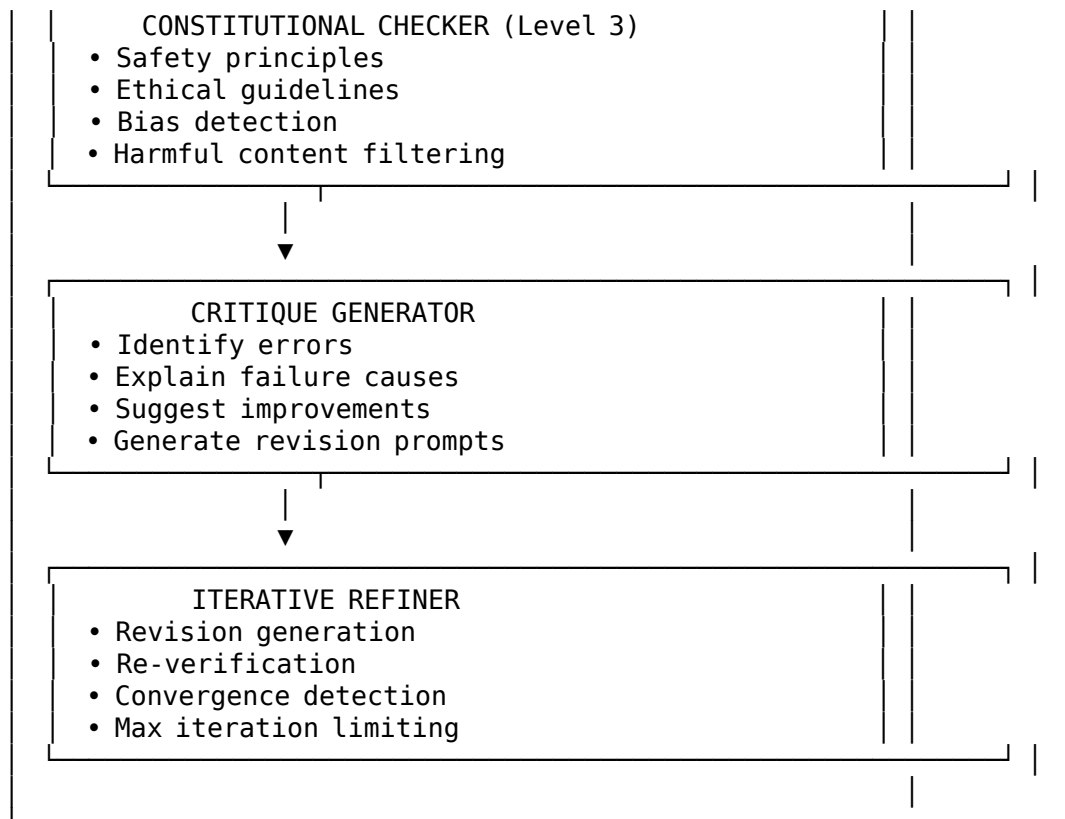 CONSTITUTIONAL CHECKER (Level 3)
• Safety principles
• Ethical guidelines
• Bias detection
• Harmful content filtering
▼
CRITIQUE GENERATOR
• Identify errors
• Explain failure causes
• Suggest improvements
• Generate revision prompts
▼
ITERATIVE REFINER
• Revision generation
• Re-verification
• Convergence detection
• Max iteration limiting